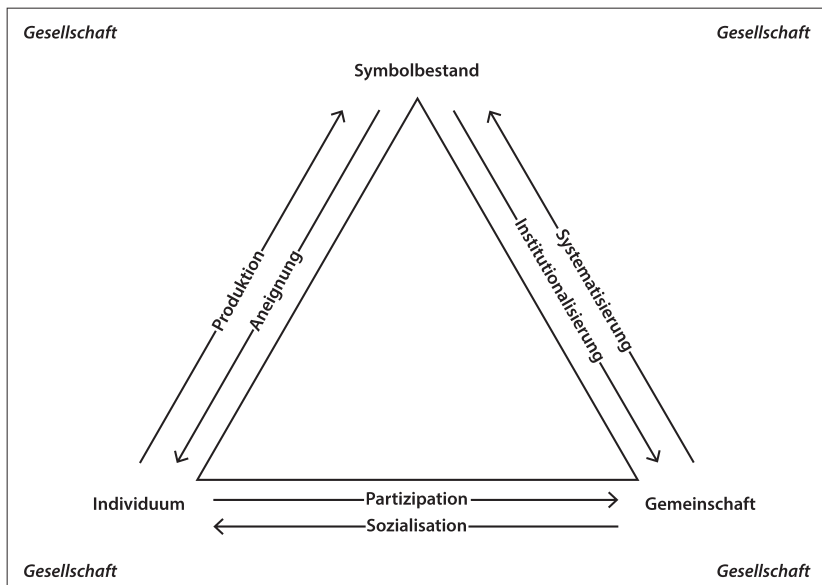 Gesellschaft
Gesellschaft
Symbolbestand
Produktion
Aneignung
Institutionalisierung
Systematisierung
Individuum
Partizipation
Gemeinschaft
Sozialisation
Gesellschaft
Gesellschaft